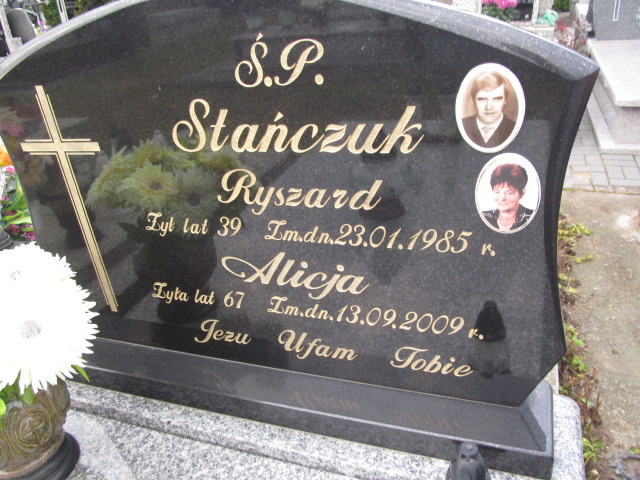 Ś.P.
Stańczuk
Ryszard
Żył lat 39 Zm.dn.23.01.1985 r.
Alicja
Żyła lat 67 Zm.dn.13.09.2009 r.
Jezu Ufam Tobie